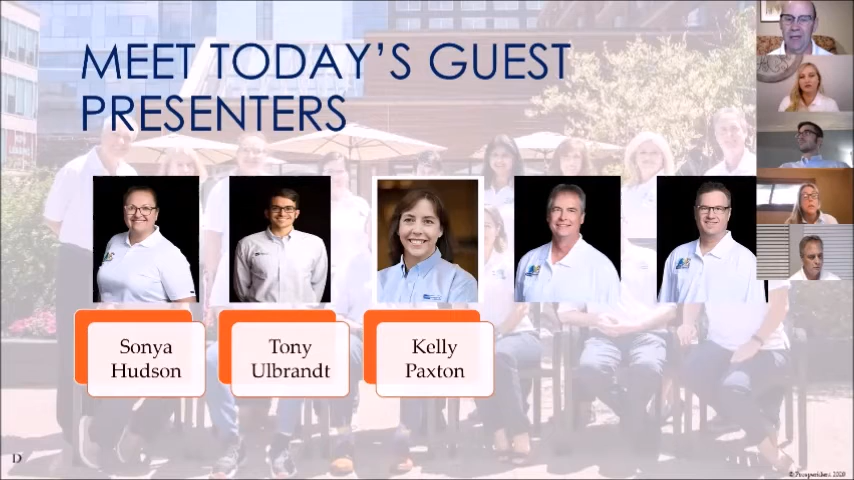 MEET TODAY'S GUEST
PRESENTERS
Sonya
Hudson
Tony
Ulbrandt
Kelly
Paxton
D